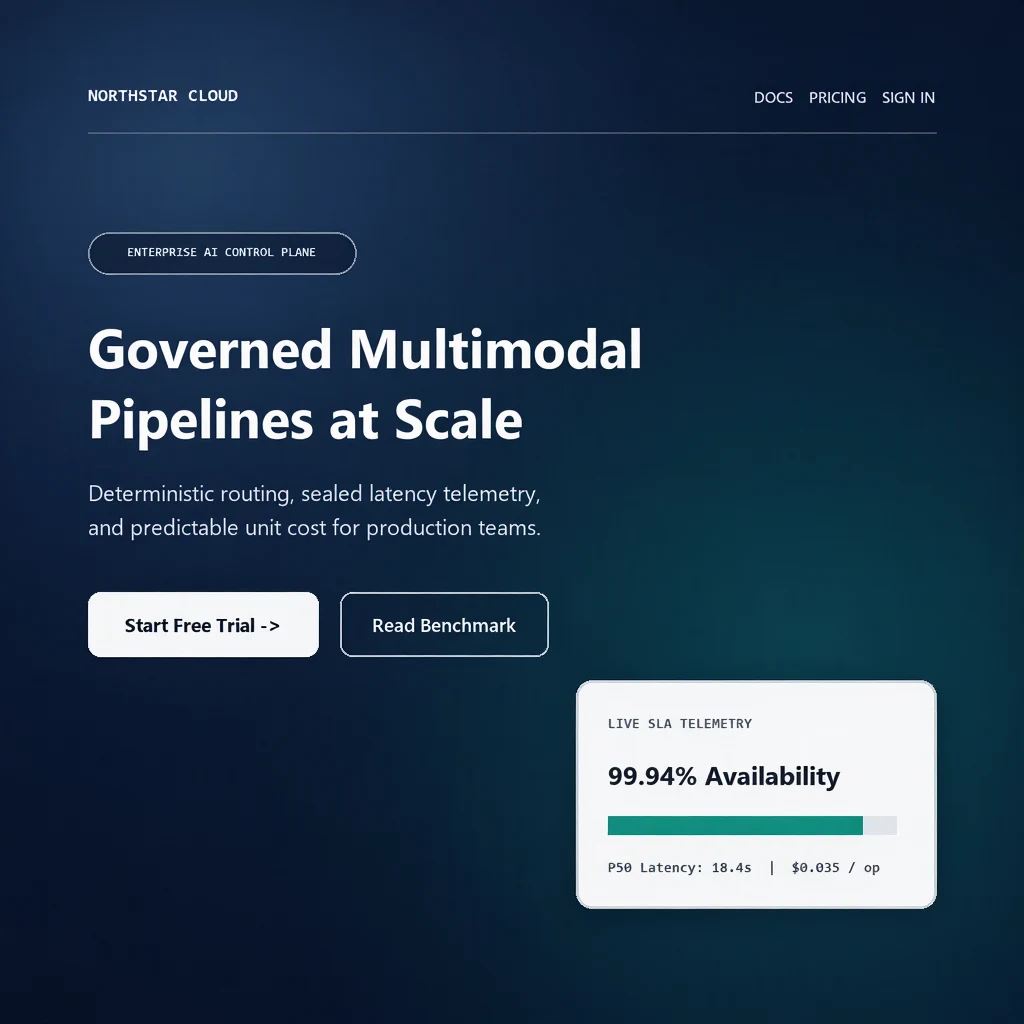 NORTHSTAR CLOUD
DOCS PRICING SIGN IN
ENTERPRISE AI CONTROL PLANE
Governed Multimodal
Pipelines at Scale
Deterministic routing, sealed latency telemetry,
and predictable unit cost for production teams.
Start Free Trial ->
Read Benchmark
LIVE SLA TELEMETRY
99.94% Availability
P50 Latency: 18.4s | $0.035 / op